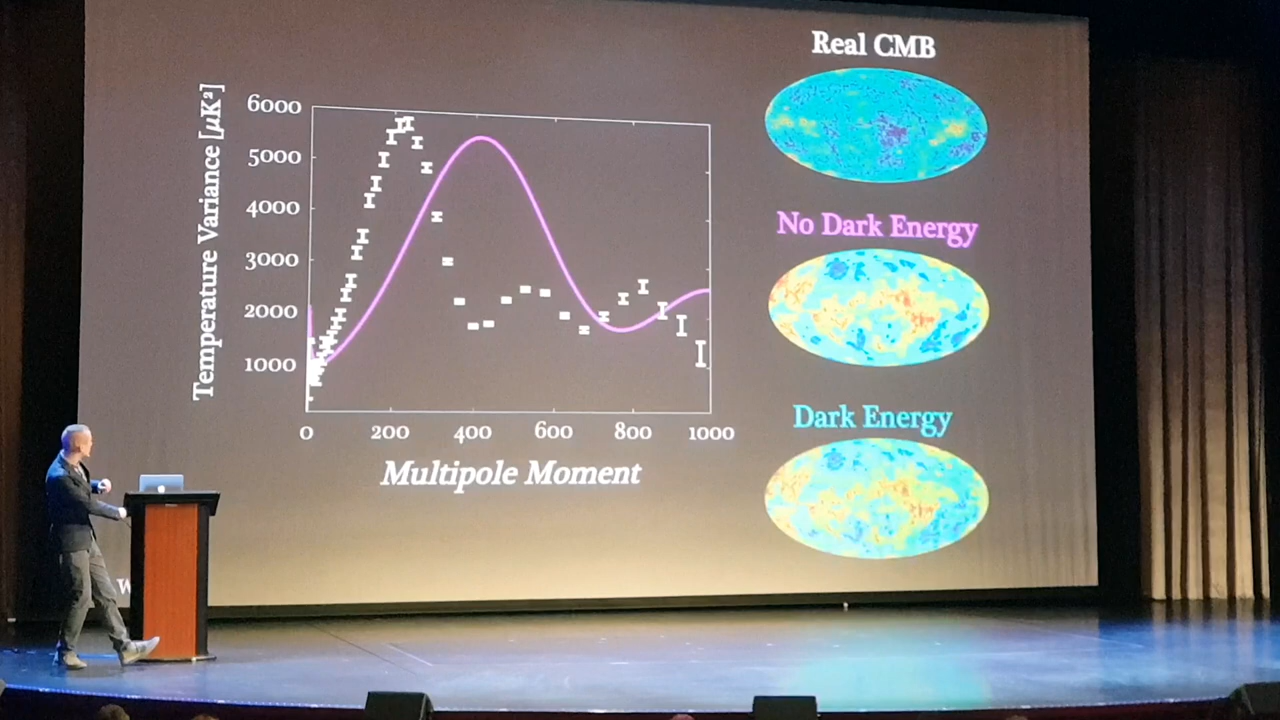 Real CMB
Temperature Variance [μK²]
6000
5000
4000
3000
2000
1000
0 200 400 600 800 1000
Multipole Moment
No Dark Energy
Dark Energy